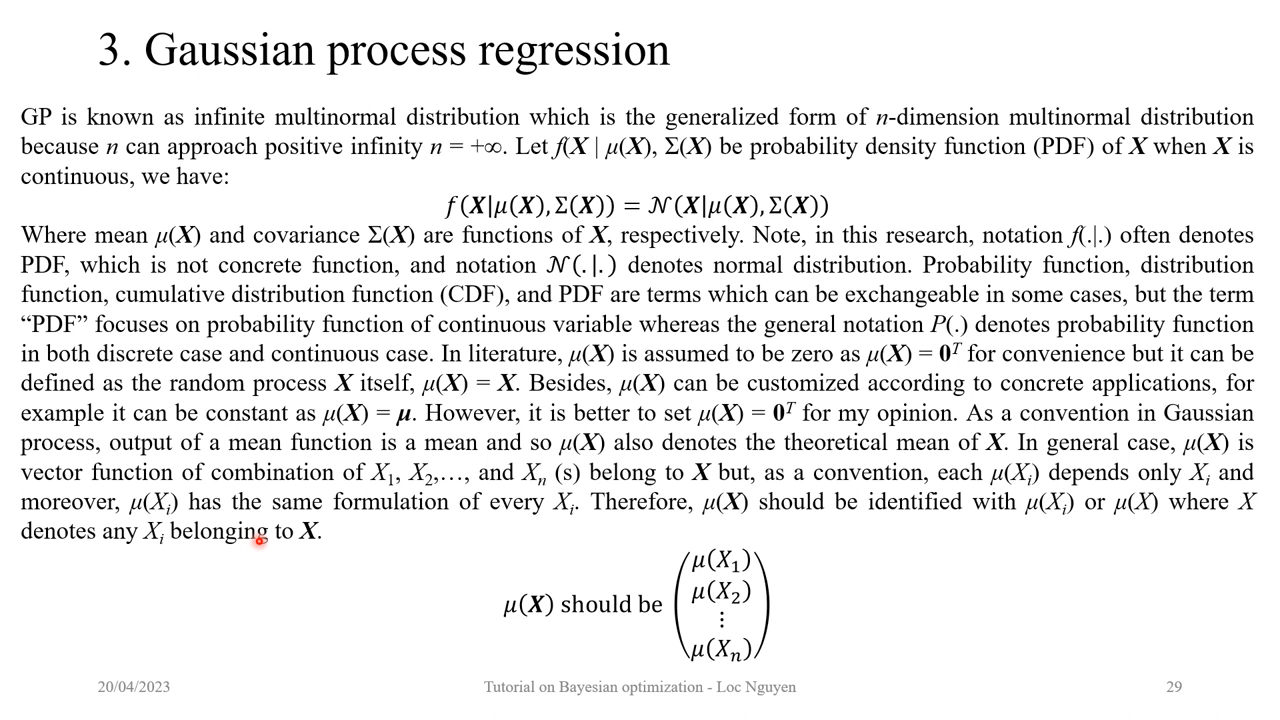 3. Gaussian process regression
GP is known as infinite multinormal distribution which is the generalized form of n-dimension multinormal distribution
because n can approach positive infinity n = +∞. Let f(X | μ(X), Σ(X) be probability density function (PDF) of X when X is
continuous, we have:
f(X|μ(X), Σ(X)) = 𝒩(X|μ(X), Σ(X))
Where mean μ(X) and covariance Σ(X) are functions of X, respectively. Note, in this research, notation f(.|.) often denotes
PDF, which is not concrete function, and notation 𝒩(.|.) denotes normal distribution. Probability function, distribution
function, cumulative distribution function (CDF), and PDF are terms which can be exchangeable in some cases, but the term
“PDF” focuses on probability function of continuous variable whereas the general notation P(.) denotes probability function
in both discrete case and continuous case. In literature, μ(X) is assumed to be zero as μ(X) = 0ᵀ for convenience but it can be
defined as the random process X itself, μ(X) = X. Besides, μ(X) can be customized according to concrete applications, for
example it can be constant as μ(X) = μ. However, it is better to set μ(X) = 0ᵀ for my opinion. As a convention in Gaussian
process, output of a mean function is a mean and so μ(X) also denotes the theoretical mean of X. In general case, μ(X) is
vector function of combination of X₁, X₂,…, and Xₙ (s) belong to X but, as a convention, each μ(Xᵢ) depends only Xᵢ and
moreover, μ(Xᵢ) has the same formulation of every Xᵢ. Therefore, μ(X) should be identified with μ(Xᵢ) or μ(X) where X
denotes any Xᵢ belonging to X.
μ(X₁)
μ(X₂)
μ(X) should be
⋮
μ(Xₙ)
20/04/2023
Tutorial on Bayesian optimization - Loc Nguyen
29